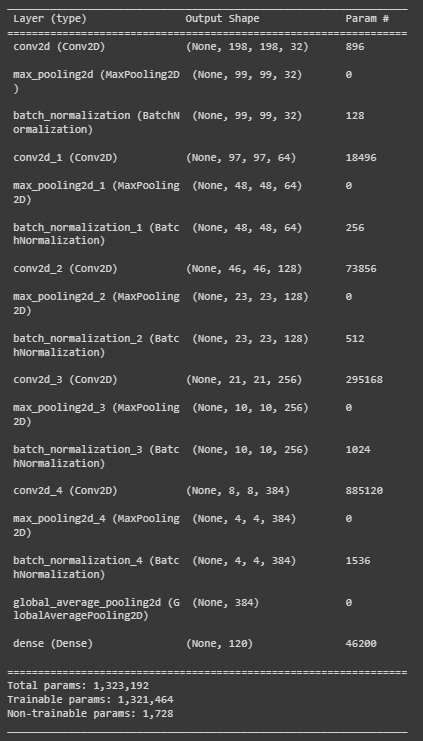 Layer (type) Output Shape Param #
conv2d (Conv2D) (None, 198, 198, 32) 896
max_pooling2d (MaxPooling2D (None, 99, 99, 32) 0
)
batch_normalization (BatchN (None, 99, 99, 32) 128
ormalization)
conv2d_1 (Conv2D) (None, 97, 97, 64) 18496
max_pooling2d_1 (MaxPooling (None, 48, 48, 64) 0
2D)
batch_normalization_1 (Batc (None, 48, 48, 64) 256
hNormalization)
conv2d_2 (Conv2D) (None, 46, 46, 128) 73856
max_pooling2d_2 (MaxPooling (None, 23, 23, 128) 0
2D)
batch_normalization_2 (Batc (None, 23, 23, 128) 512
hNormalization)
conv2d_3 (Conv2D) (None, 21, 21, 256) 295168
max_pooling2d_3 (MaxPooling (None, 10, 10, 256) 0
2D)
batch_normalization_3 (Batc (None, 10, 10, 256) 1024
hNormalization)
conv2d_4 (Conv2D) (None, 8, 8, 384) 885120
max_pooling2d_4 (MaxPooling (None, 4, 4, 384) 0
2D)
batch_normalization_4 (Batc (None, 4, 4, 384) 1536
hNormalization)
global_average_pooling2d (G (None, 384) 0
lobalAveragePooling2D)
dense (Dense) (None, 120) 46200
Total params: 1,323,192
Trainable params: 1,321,464
Non-trainable params: 1,728